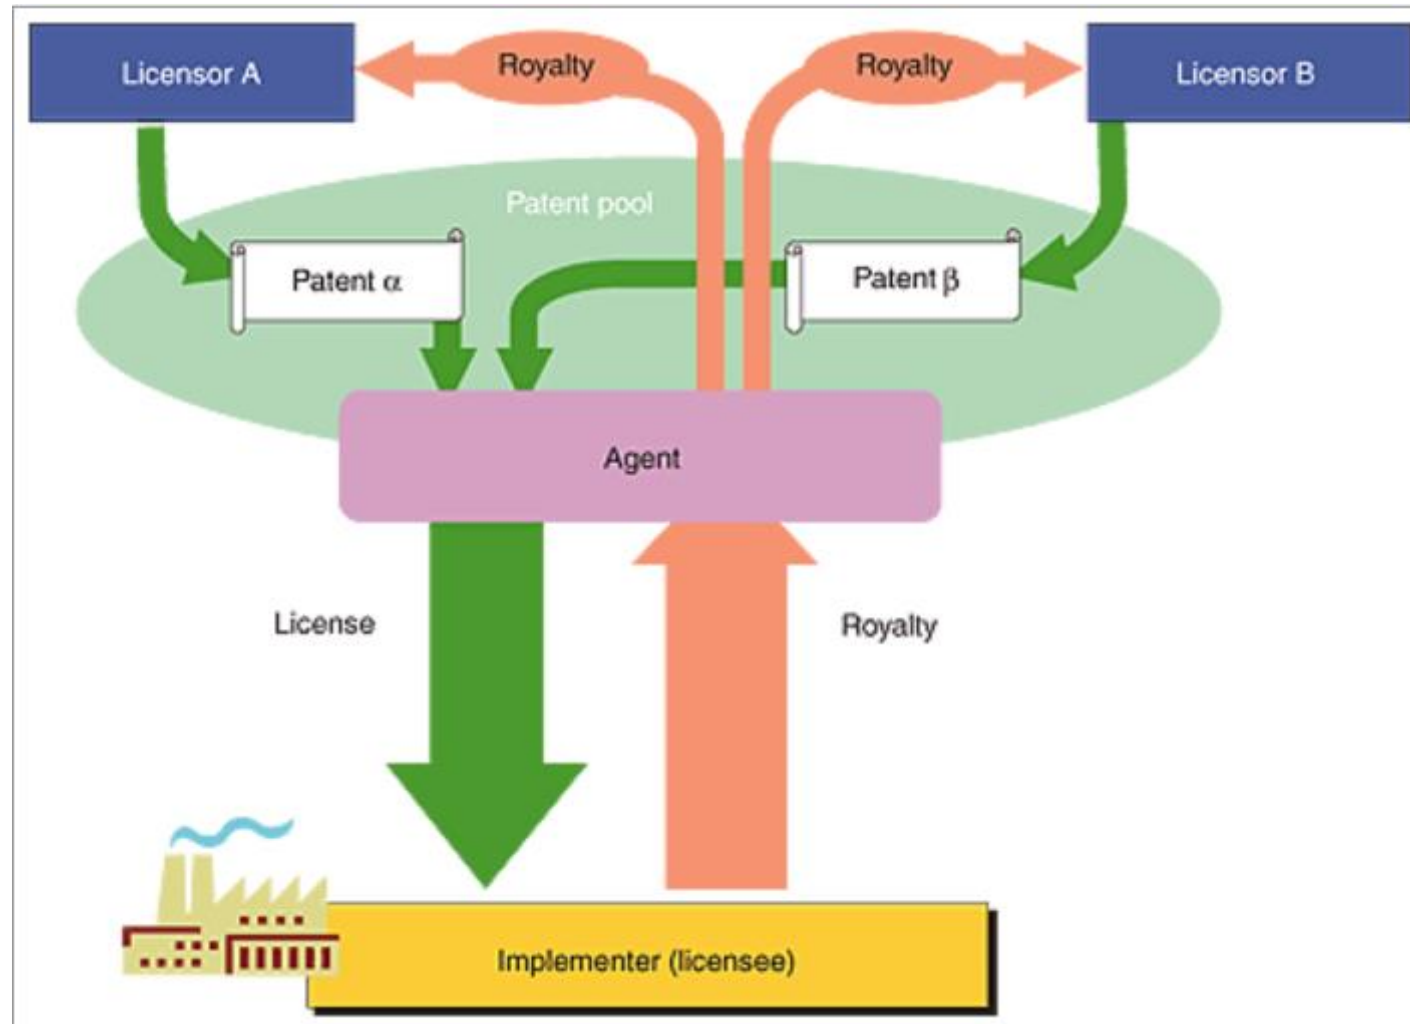 Licensor A
Royalty
Royalty
Licensor B
Patent pool
Patent α
Patent β
Agent
License
Royalty
Implementer (licensee)